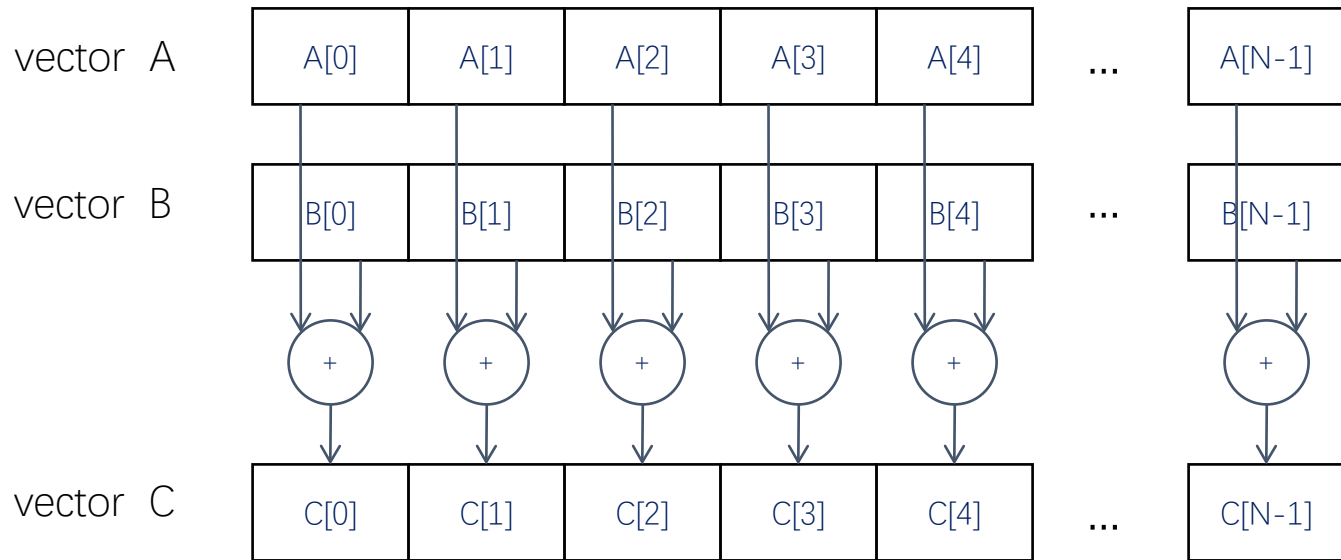 vector A A[0] A[1] A[2] A[3] A[4] ... A[N-1]
vector B B[0] B[1] B[2] B[3] B[4] ... B[N-1]
+ + + + + +
vector C C[0] C[1] C[2] C[3] C[4] ... C[N-1]